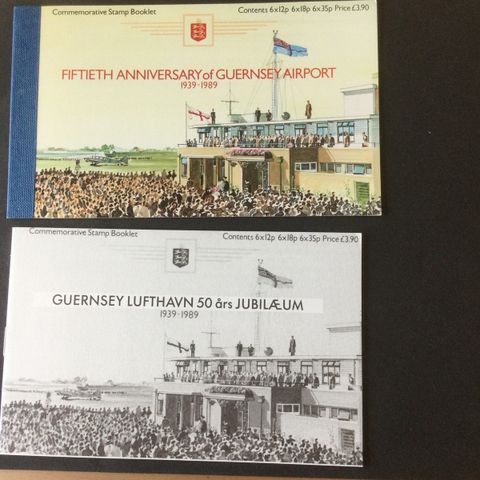 Commemorative Stamp Booklet
Contents 6x12p 6x18p 6x35p Price £3.90
FIFTIETH ANNIVERSARY of GUERNSEY AIRPORT
1939-1989
Commemorative Stamp Booklet
Contents 6x12p 6x18p 6x35p Price £3.90
GUERNSEY LUFTHAVN 50 års JUBILÆUM
1939-1989